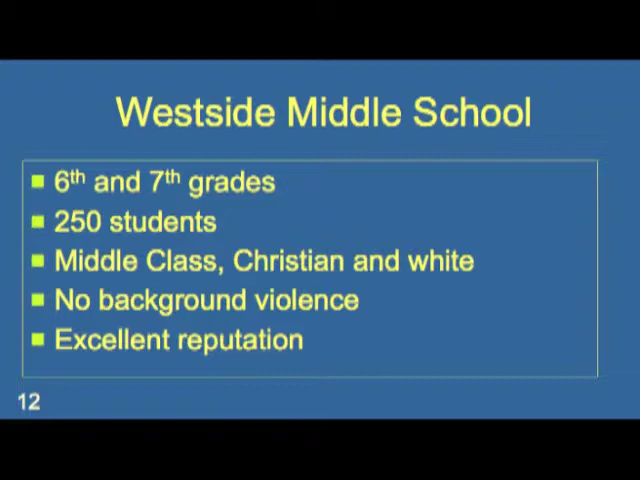 Westside Middle School
6th and 7th grades
250 students
Middle Class, Christian and white
No background violence
Excellent reputation
12